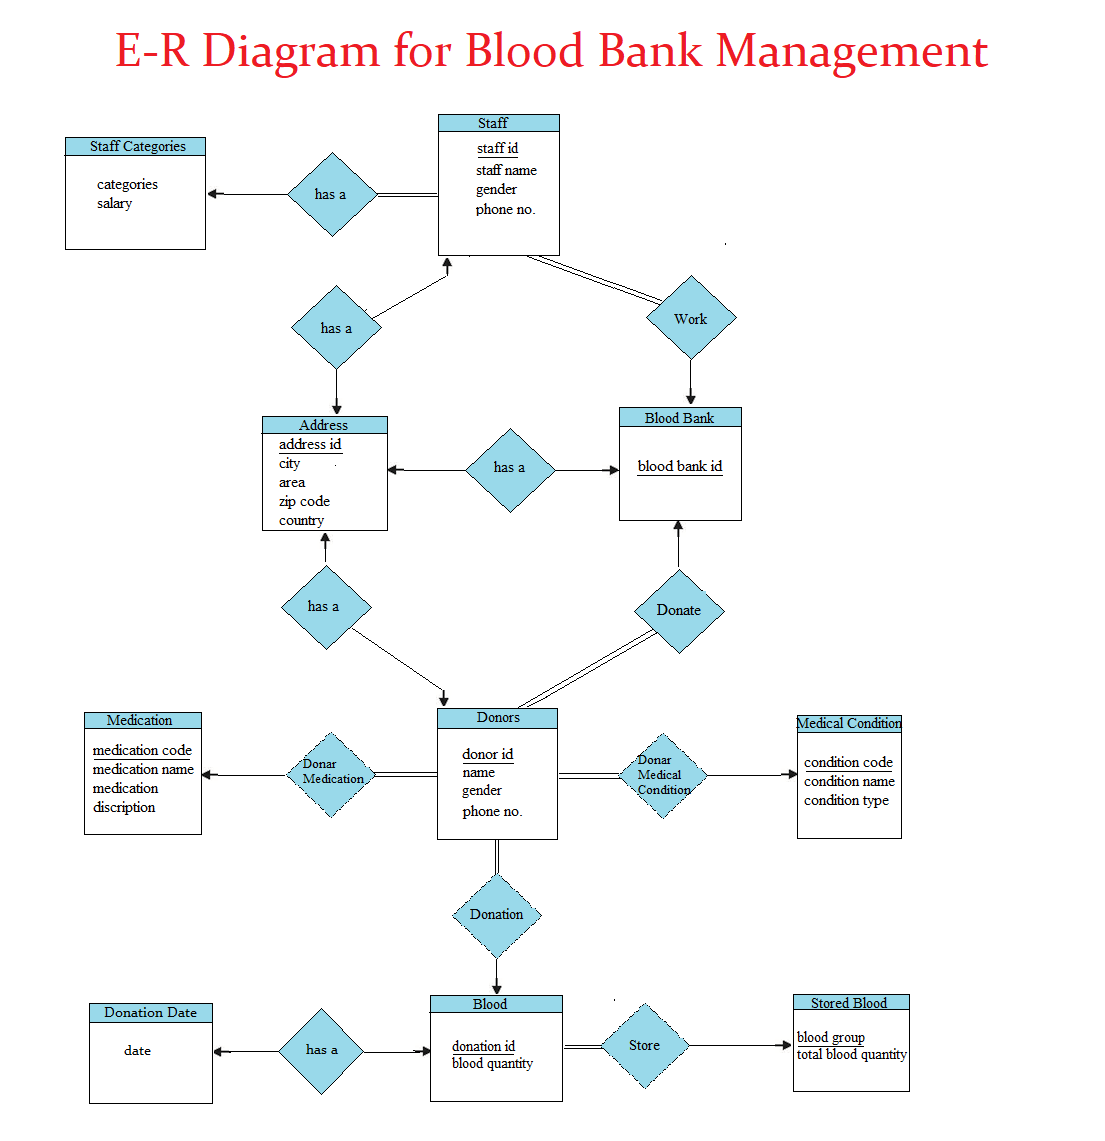 E-R Diagram for Blood Bank Management
Staff
staff id
staff name
gender
phone no.
Staff Categories
categories
salary
has a
has a
Work
Address
address id
city
area
zip code
country
has a
Blood Bank
blood bank id
has a
Donate
Medication
medication code
medication name
medication
discription
Donar
Medication
Donors
donor id
name
gender
phone no.
Donar
Medical
Condition
Medical Condition
condition code
condition name
condition type
Donation
Donation Date
date
has a
Blood
donation id
blood quantity
Store
Stored Blood
blood group
total blood quantity